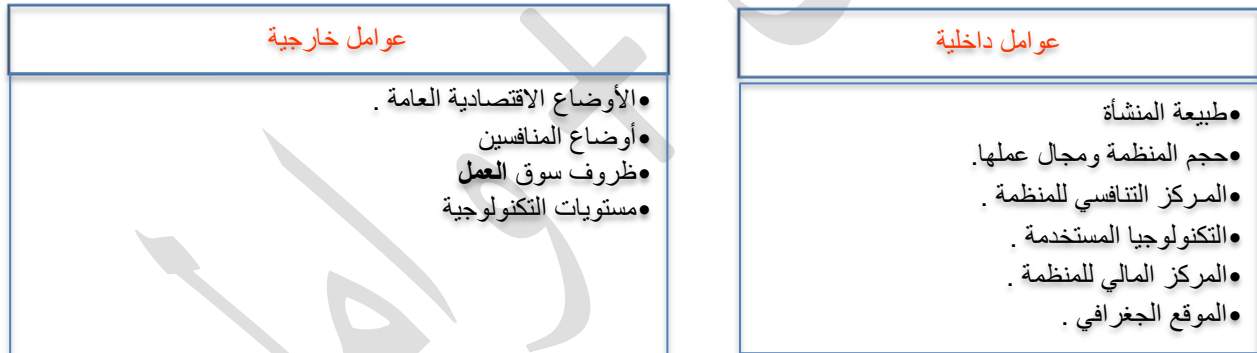 عوامل داخلية
•طبيعة المنشأة
•حجم المنظمة ومجال عملها.
•المـركز التنافسي للمنظمة .
•التكنولوجيا المستخدمة .
•المركز المالي للمنظمة .
•الموقع الجغرافي .
عوامل خارجية
•الأوضاع الاقتصادية العامة .
•أوضاع المنافسين
•ظروف سوق العمل
•مستويات التكنولوجية